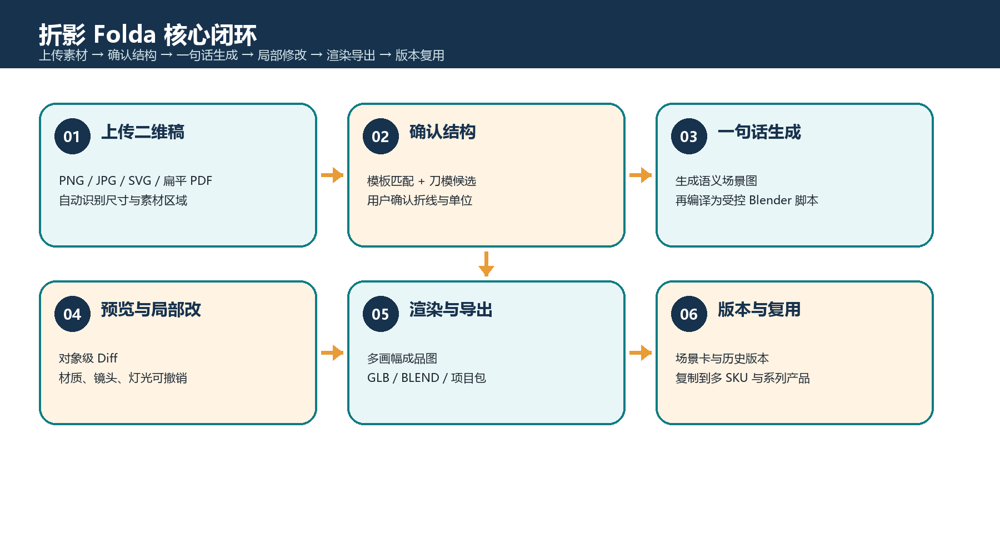 折影 Folda 核心闭环
上传素材 → 确认结构 → 一句话生成 → 局部修改 → 渲染导出 → 版本复用
01
上传二维稿
PNG / JPG / SVG / 扁平 PDF
自动识别尺寸与素材区域
02
确认结构
模板匹配 + 刀模候选
用户确认折线与单位
03
一句话生成
生成语义场景图
再编译为受控 Blender 脚本
04
预览与局部改
对象级 Diff
材质、镜头、灯光可撤销
05
渲染与导出
多画幅成品图
GLB / BLEND / 项目包
06
版本与复用
场景卡与历史版本
复制到多 SKU 与系列产品